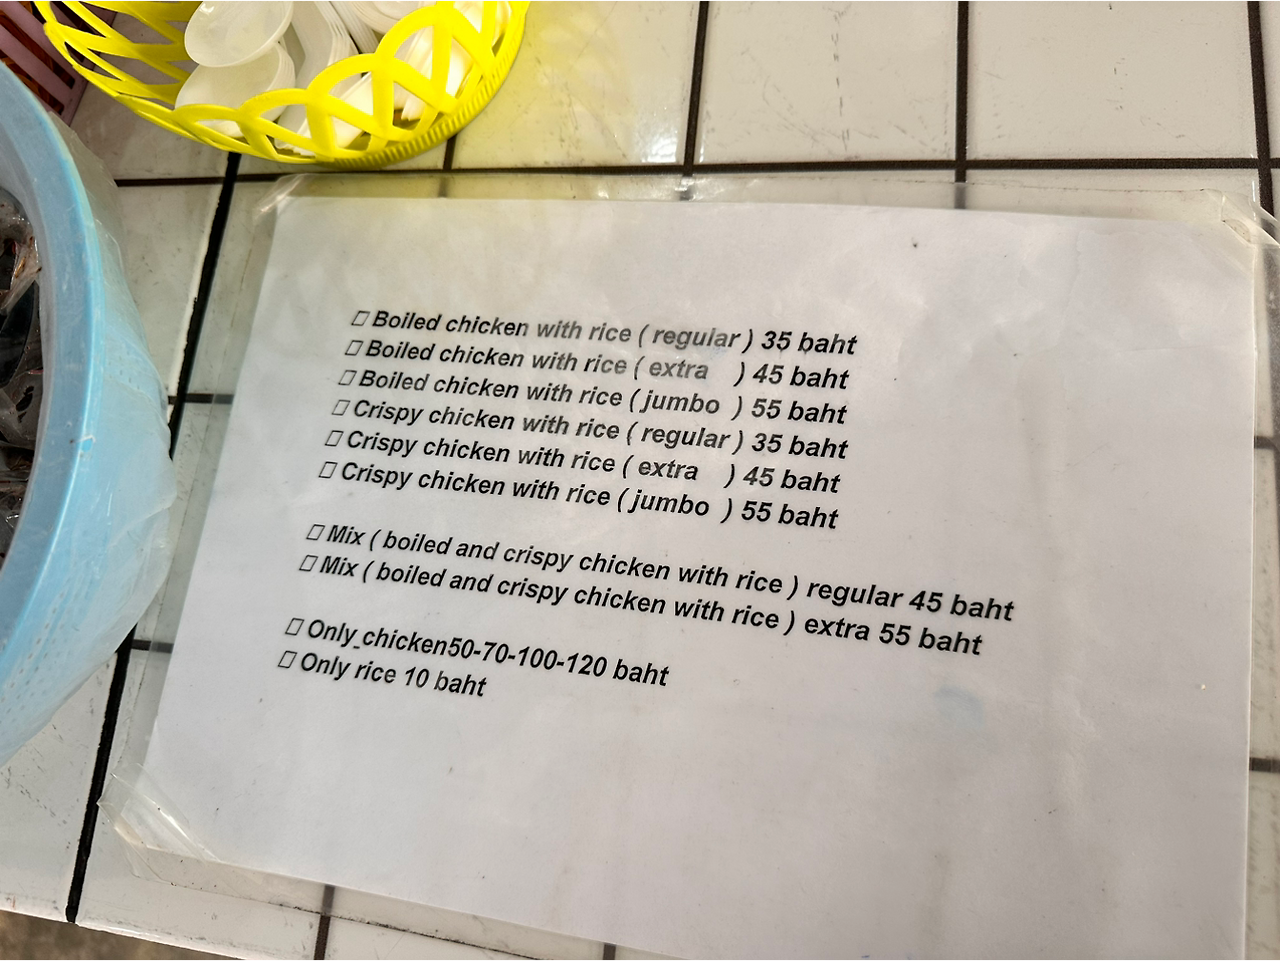 ▯ Boiled chicken with rice ( regular ) 35 baht
▯ Boiled chicken with rice ( extra ) 45 baht
▯ Boiled chicken with rice ( jumbo ) 55 baht
▯ Crispy chicken with rice ( regular ) 35 baht
▯ Crispy chicken with rice ( extra ) 45 baht
▯ Crispy chicken with rice ( jumbo ) 55 baht
▯ Mix ( boiled and crispy chicken with rice ) regular 45 baht
▯ Mix ( boiled and crispy chicken with rice ) extra 55 baht
▯ Only_chicken50-70-100-120 baht
▯ Only rice 10 baht